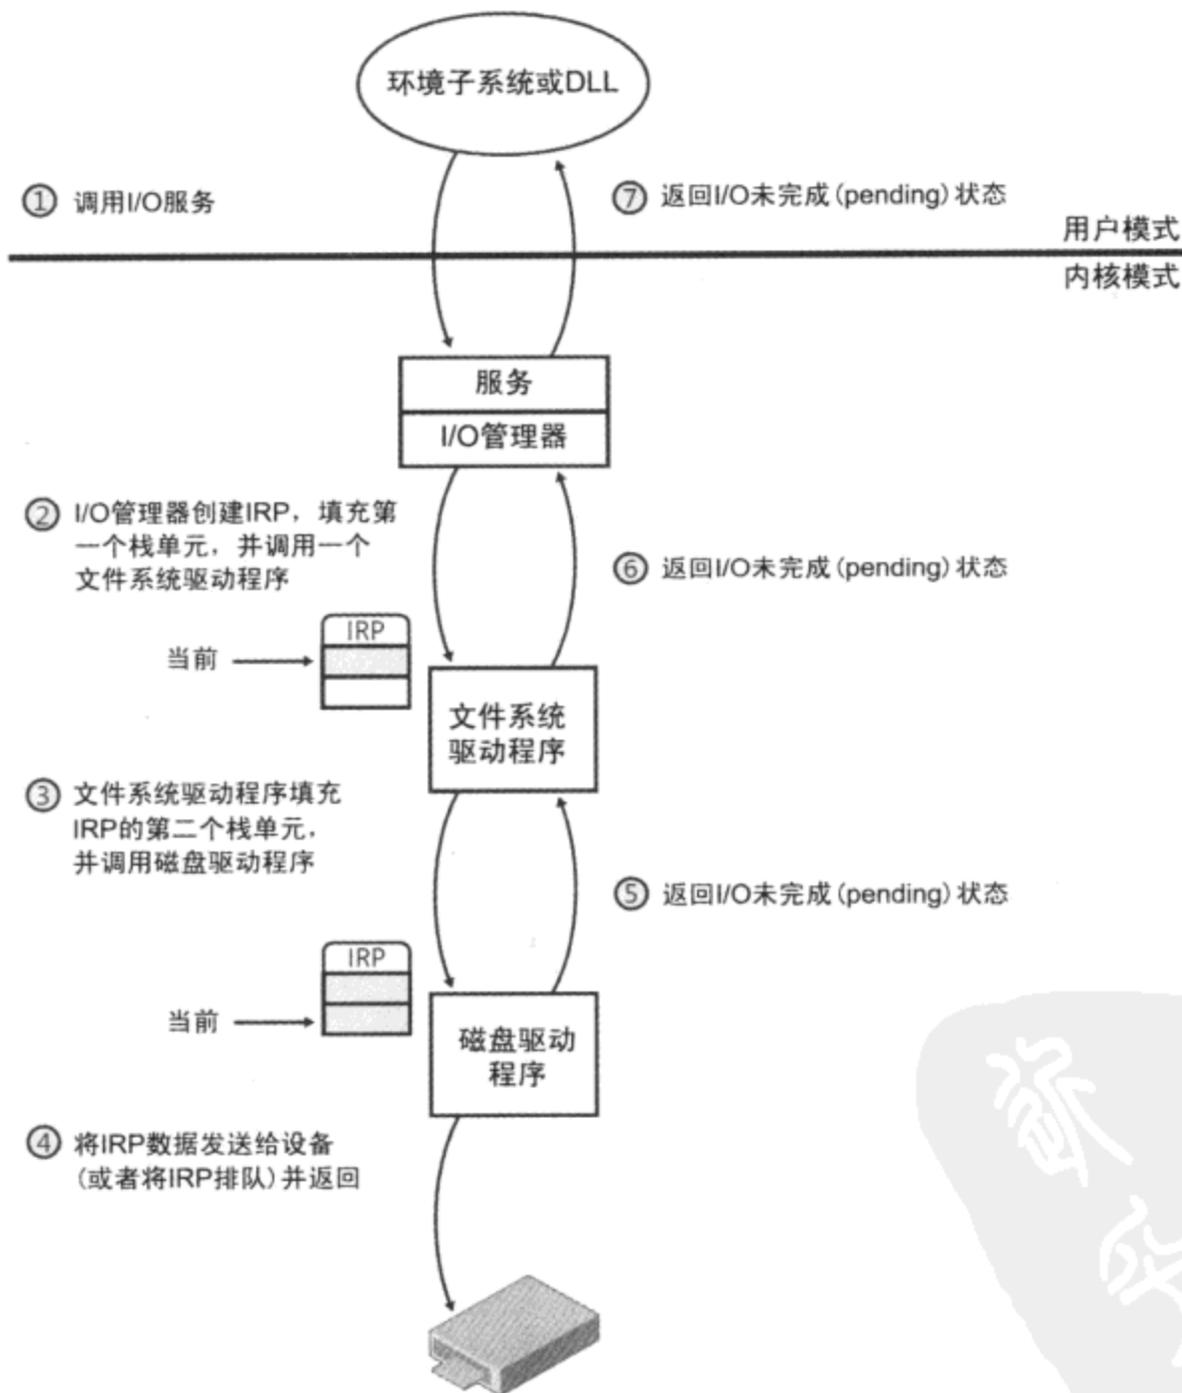 环境子系统或DLL
① 调用I/O服务
⑦ 返回I/O未完成(pending)状态
用户模式
内核模式
服务
I/O管理器
② I/O管理器创建IRP，填充第
一个栈单元，并调用一个
文件系统驱动程序
⑥ 返回I/O未完成(pending)状态
IRP
当前
文件系统
驱动程序
③ 文件系统驱动程序填充
IRP的第二个栈单元，
并调用磁盘驱动程序
⑤ 返回I/O未完成(pending)状态
IRP
当前
磁盘驱动
程序
④ 将IRP数据发送给设备
(或者将IRP排队)并返回